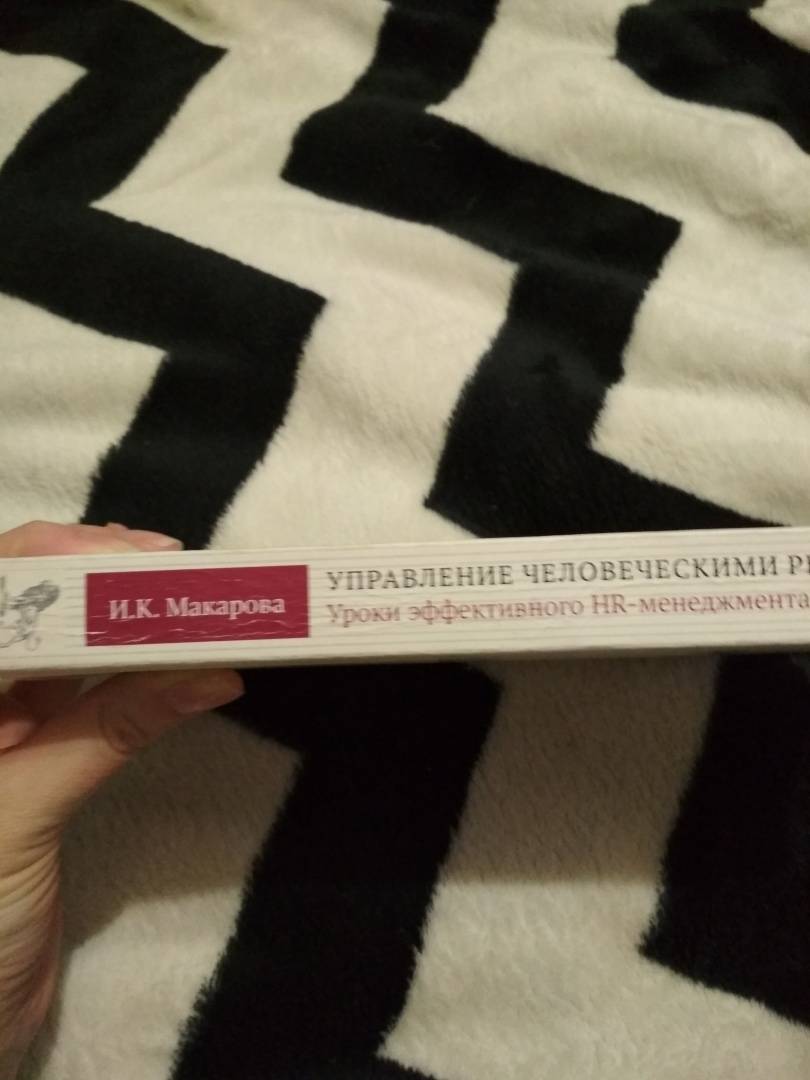 И.К. Макарова
УПРАВЛЕНИЕ ЧЕЛОВЕЧЕСКИМИ
Уроки эффективного HR-менеджмента